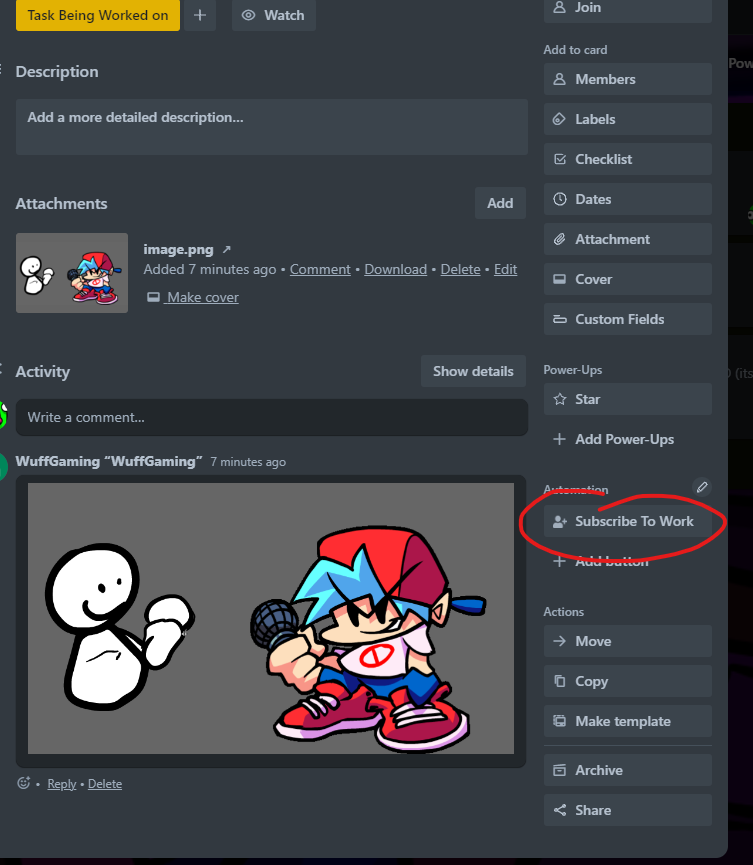 Task Being Worked on
Watch
Join
Description
Add to card
Members
Add a more detailed description...
Labels
Checklist
Attachments
Add
Dates
image.png
Added 7 minutes ago • Comment • Download • Delete • Edit
Make cover
Attachment
Cover
Custom Fields
Activity
Show details
Write a comment...
WuffGaming “WuffGaming” 7 minutes ago
Reply • Delete
Power-Ups
Star
Add Power-Ups
Automation
Subscribe To Work
Add button
Actions
Move
Copy
Make template
Archive
Share
Pow
(its